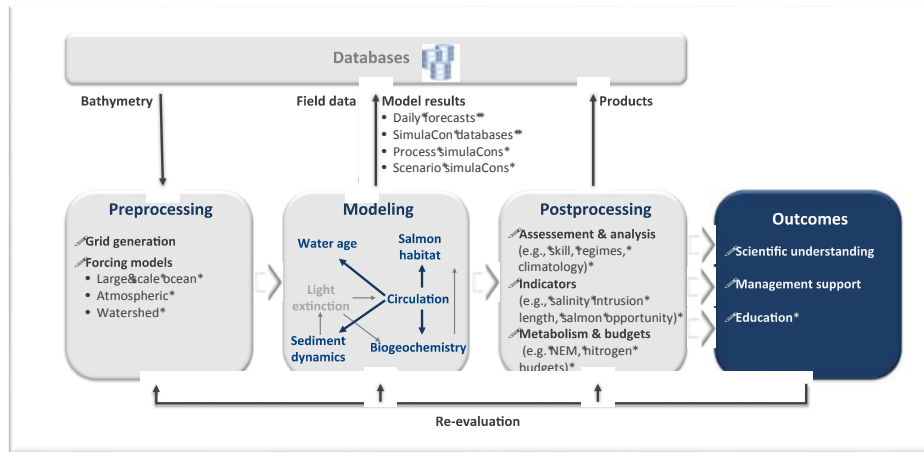 Databases
Bathymetry
Field data
Model results
• Daily*forecasts**
• SimulaCon*databases**
• Process*simulaCons*
• Scenario*simulaCons*
Products
Preprocessing
Grid generation
Forcing models
• Large&scale*ocean*
• Atmospheric*
• Watershed*
Modeling
Water age
Salmon
habitat
Light
extinction
Circulation
Sediment
dynamics
Biogeochemistry
Postprocessing
Assessement & analysis
(e.g.,*skill,*regimes,*
climatology)*
Indicators
(e.g.,*salinity*intrusion*
length,*salmon*opportunity)*
Metabolism & budgets
(e.g.*NEM,*nitrogen*
budgets)*
Outcomes
Scientific understanding
Management support
Education*
Re-evaluation